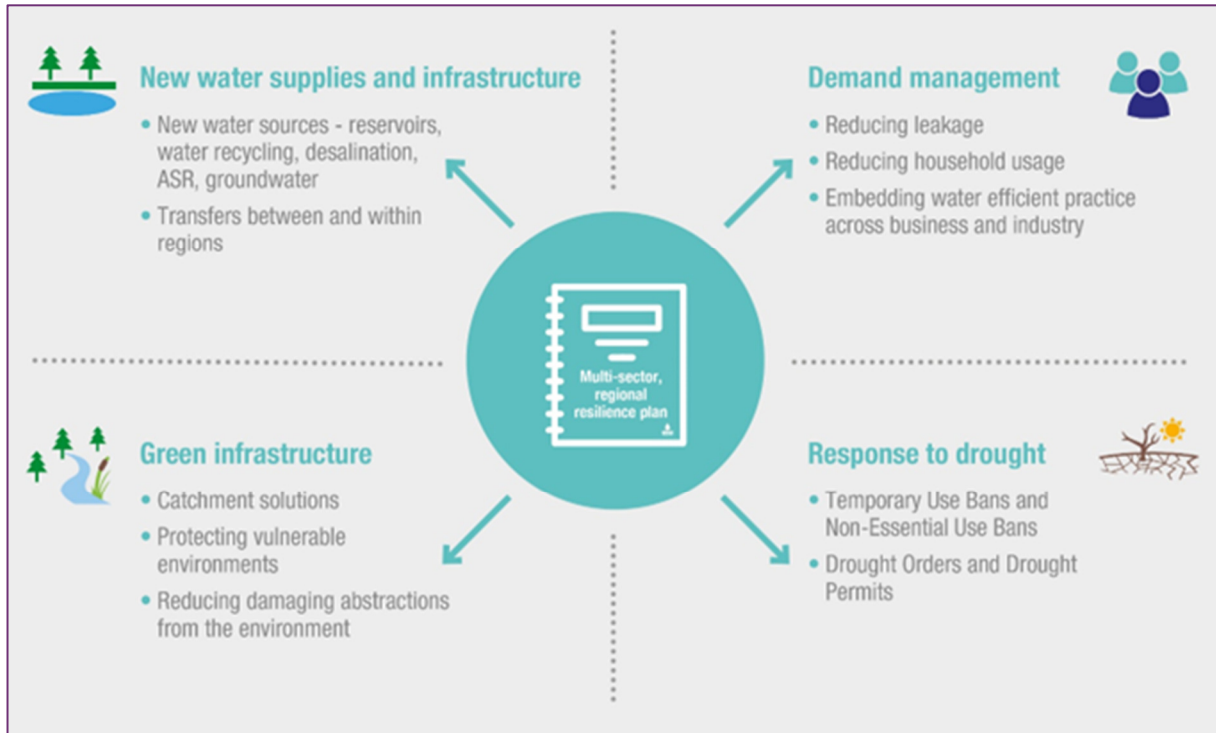 New water supplies and infrastructure
• New water sources - reservoirs,
water recycling, desalination,
ASR, groundwater
• Transfers between and within
regions
Demand management
• Reducing leakage
• Reducing household usage
• Embedding water efficient practice
across business and industry
Multi-sector,
regional
resilience plan
Green infrastructure
• Catchment solutions
• Protecting vulnerable
environments
• Reducing damaging abstractions
from the environment
Response to drought
• Temporary Use Bans and
Non-Essential Use Bans
• Drought Orders and Drought
Permits